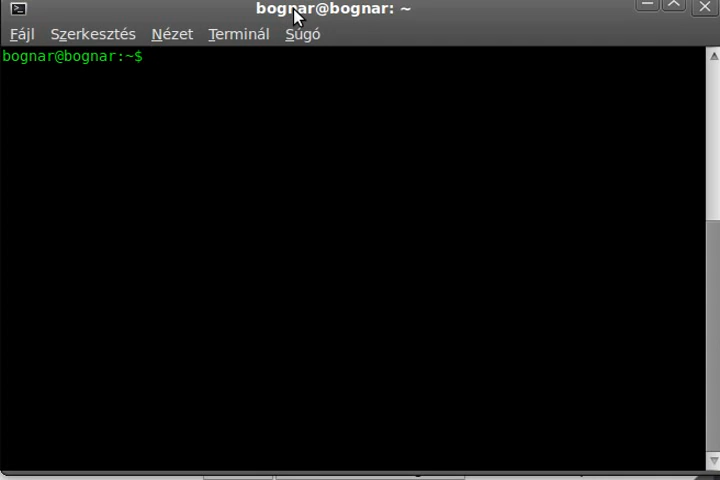 bognar@bognar: ~
Fájl Szerkesztés Nézet Terminál Súgó
bognar@bognar:~$